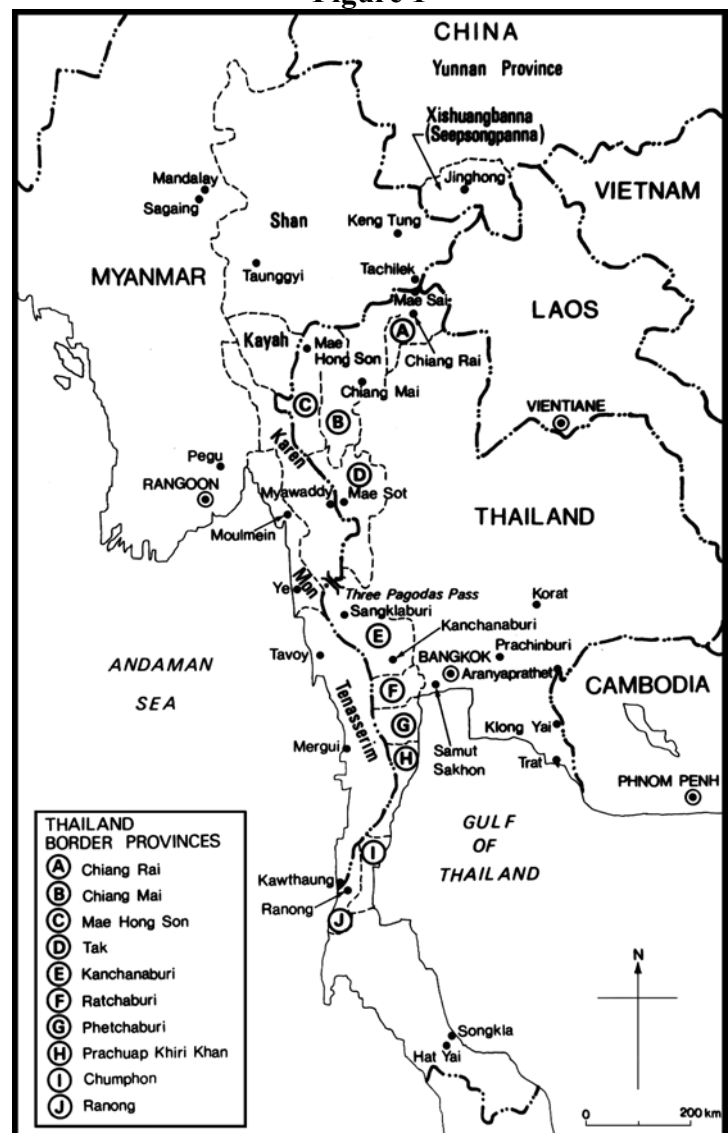 Figure 1
CHINA
Yunnan Province
Xishuangbanna
(Seepsongpanna)
Jinghong
VIETNAM
Mandalay
Sagaing
Shan
Keng Tung
MYANMAR
Taunggyi
Tachilek
Mae Sai
LAOS
Kayah
Mae
Hong Son
A
Chiang Rai
Chiang Mai
C
B
VIENTIANE
Karen
Pegu
D
RANGOON
Myawaddy
Mae Sot
THAILAND
Moulmein
Mon
Ye
Three Pagodas Pass
Sangklaburi
Korat
Kanchanaburi
E
Tavoy
BANGKOK
Prachinburi
Aranyaprathet
ANDAMAN
SEA
F
CAMBODIA
Tenasserim
G
Klong Yai
Mergui
H
Samut
Sakhon
Trat
PHNOM PENH
GULF
OF
THAILAND
I
Kawthaung
Ranong
J
Songkla
Hat Yai
N
0 200 km
THAILAND
BORDER PROVINCES
A Chiang Rai
B Chiang Mai
C Mae Hong Son
D Tak
E Kanchanaburi
F Ratchaburi
G Phetchaburi
H Prachuap Khiri Khan
I Chumphon
J Ranong